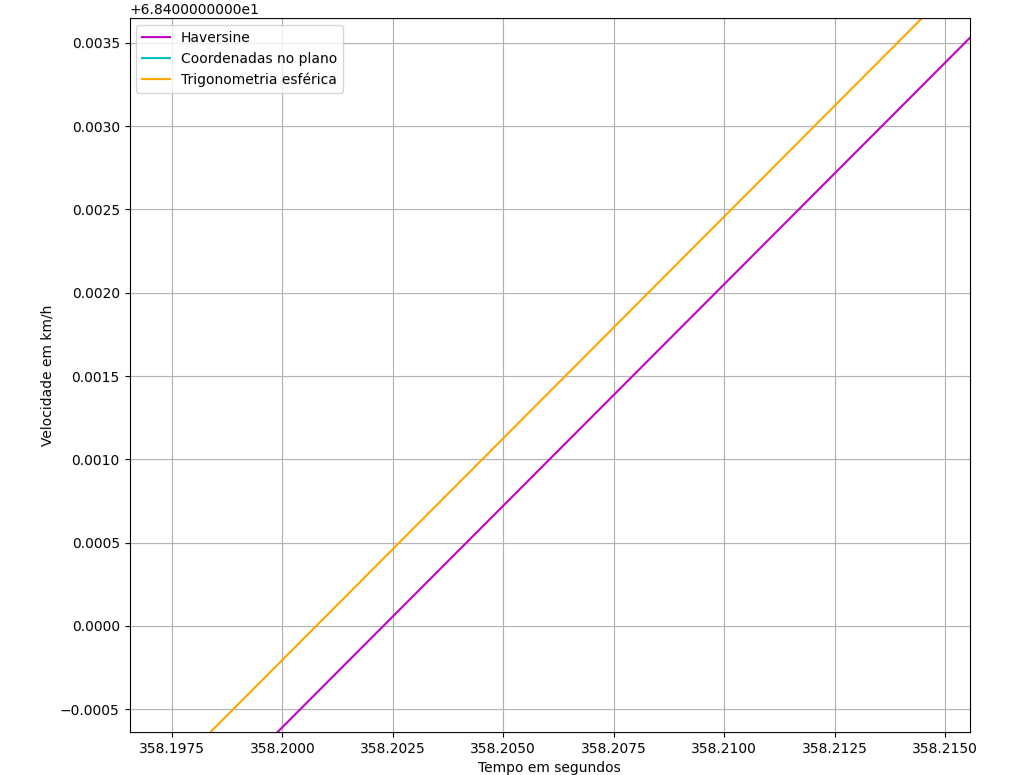 +6.8400000000e1
Haversine
Coordenadas no plano
Trigonometria esférica
0.0035
0.0030
0.0025
0.0020
0.0015
0.0010
0.0005
0.0000
−0.0005
Velocidade em km/h
358.1975 358.2000 358.2025 358.2050 358.2075 358.2100 358.2125 358.2150
Tempo em segundos